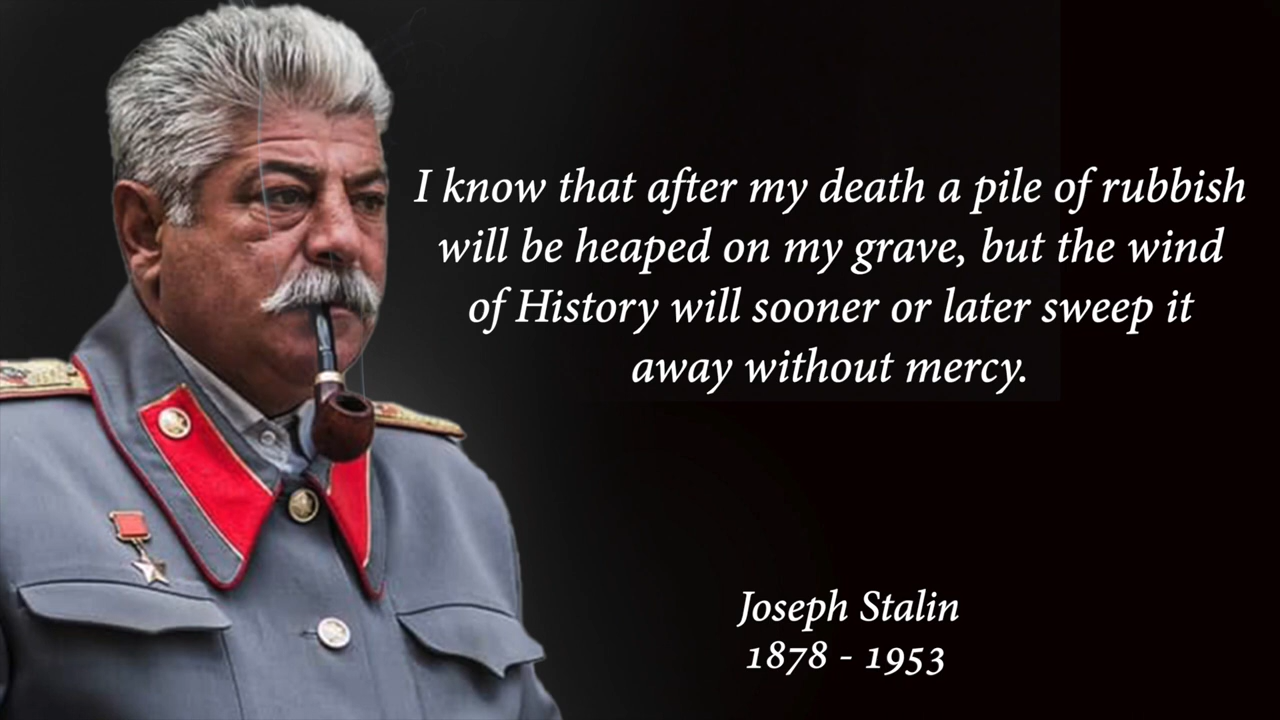 I know that after my death a pile of rubbish
will be heaped on my grave, but the wind
of History will sooner or later sweep it
away without mercy.
Joseph Stalin
1878 - 1953